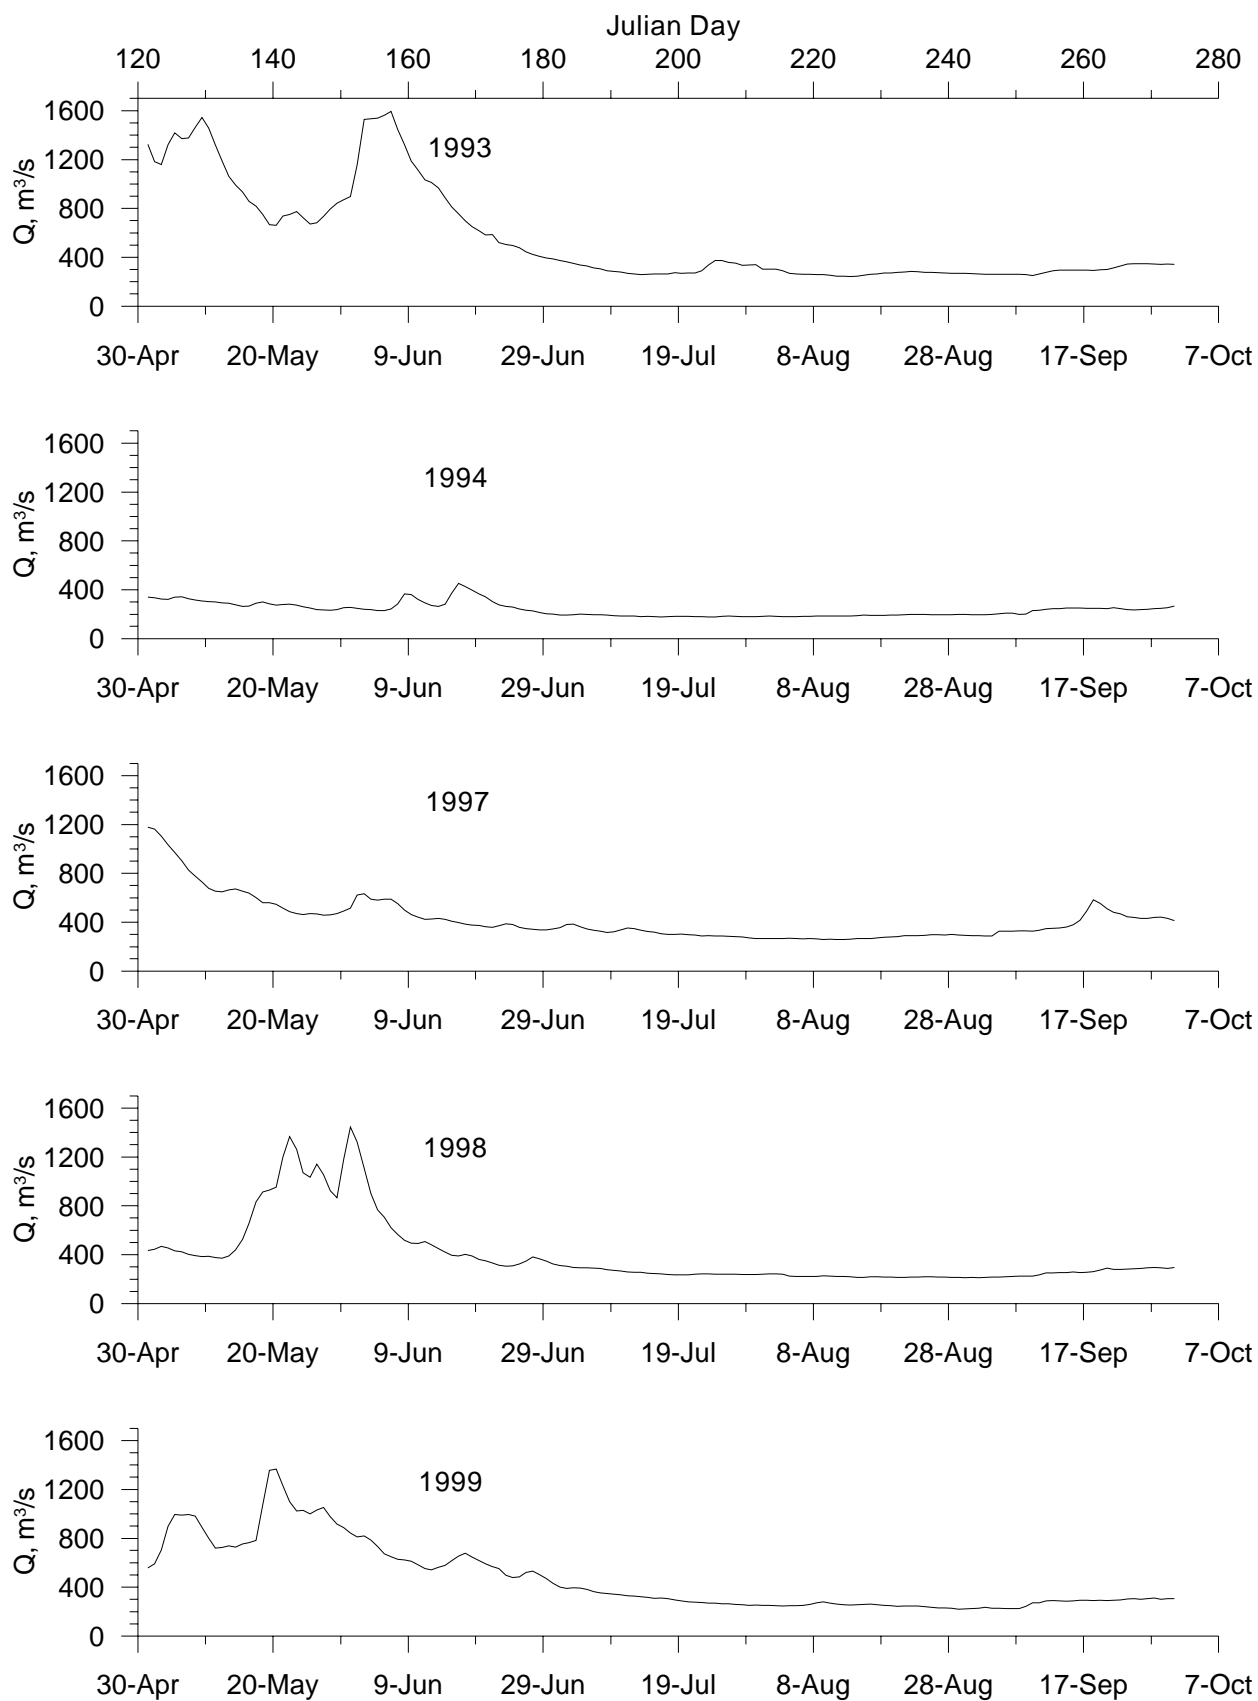 Julian Day
120 140 160 180 200 220 240 260 280
1600
1993
1200
Q, m³/s
800
400
0
30-Apr 20-May 9-Jun 29-Jun 19-Jul 8-Aug 28-Aug 17-Sep 7-Oct
1600
1994
1200
Q, m³/s
800
400
0
30-Apr 20-May 9-Jun 29-Jun 19-Jul 8-Aug 28-Aug 17-Sep 7-Oct
1600
1997
1200
Q, m³/s
800
400
0
30-Apr 20-May 9-Jun 29-Jun 19-Jul 8-Aug 28-Aug 17-Sep 7-Oct
1600
1998
1200
Q, m³/s
800
400
0
30-Apr 20-May 9-Jun 29-Jun 19-Jul 8-Aug 28-Aug 17-Sep 7-Oct
1600
1999
1200
Q, m³/s
800
400
0
30-Apr 20-May 9-Jun 29-Jun 19-Jul 8-Aug 28-Aug 17-Sep 7-Oct